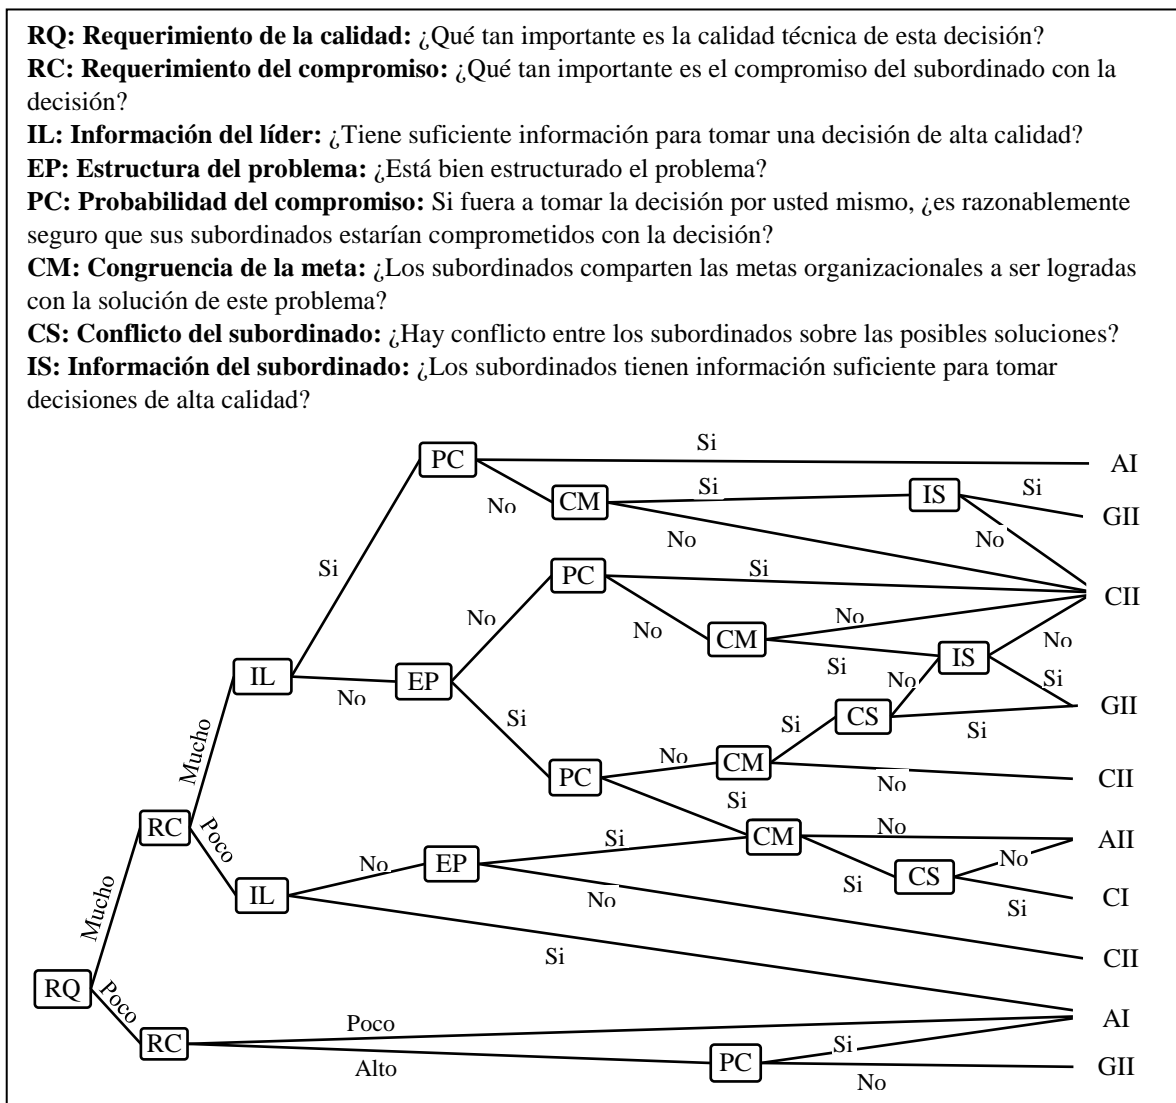 RQ: Requerimiento de la calidad: ¿Qué tan importante es la calidad técnica de esta decisión?
RC: Requerimiento del compromiso: ¿Qué tan importante es el compromiso del subordinado con la
decisión?
IL: Información del líder: ¿Tiene suficiente información para tomar una decisión de alta calidad?
EP: Estructura del problema: ¿Está bien estructurado el problema?
PC: Probabilidad del compromiso: Si fuera a tomar la decisión por usted mismo, ¿es razonablemente
seguro que sus subordinados estarían comprometidos con la decisión?
CM: Congruencia de la meta: ¿Los subordinados comparten las metas organizacionales a ser logradas
con la solución de este problema?
CS: Conflicto del subordinado: ¿Hay conflicto entre los subordinados sobre las posibles soluciones?
IS: Información del subordinado: ¿Los subordinados tienen información suficiente para tomar
decisiones de alta calidad?
Si
PC
AI
No
CM
Si
IS
Si
GII
No
No
Si
PC
Si
CII
No
No
CM
No
No
Si
IS
IL
No
EP
No
Si
Si
CS
Si
GII
Mucho
Si
PC
No
CM
No
CII
Si
RC
Poco
Si
CM
No
AII
No
EP
No
Si
CS
No
CI
IL
Si
Mucho
Si
CII
RQ
Poco
Poco
AI
RC
Si
Alto
PC
No
GII